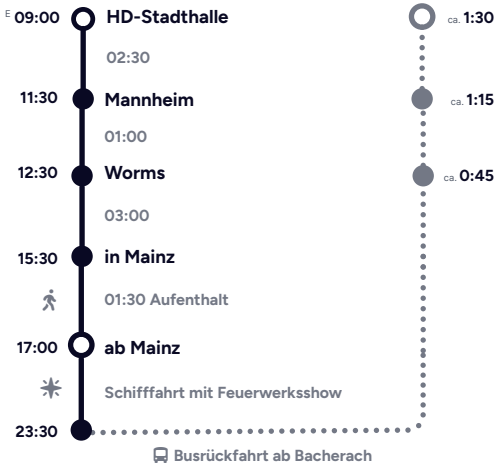 E 09:00 HD-Stadthalle ca. 1:30
02:30
11:30 Mannheim ca. 1:15
01:00
12:30 Worms ca. 0:45
03:00
15:30 in Mainz
01:30 Aufenthalt
17:00 ab Mainz
Schifffahrt mit Feuerwerksshow
23:30
Busrückfahrt ab Bacherach